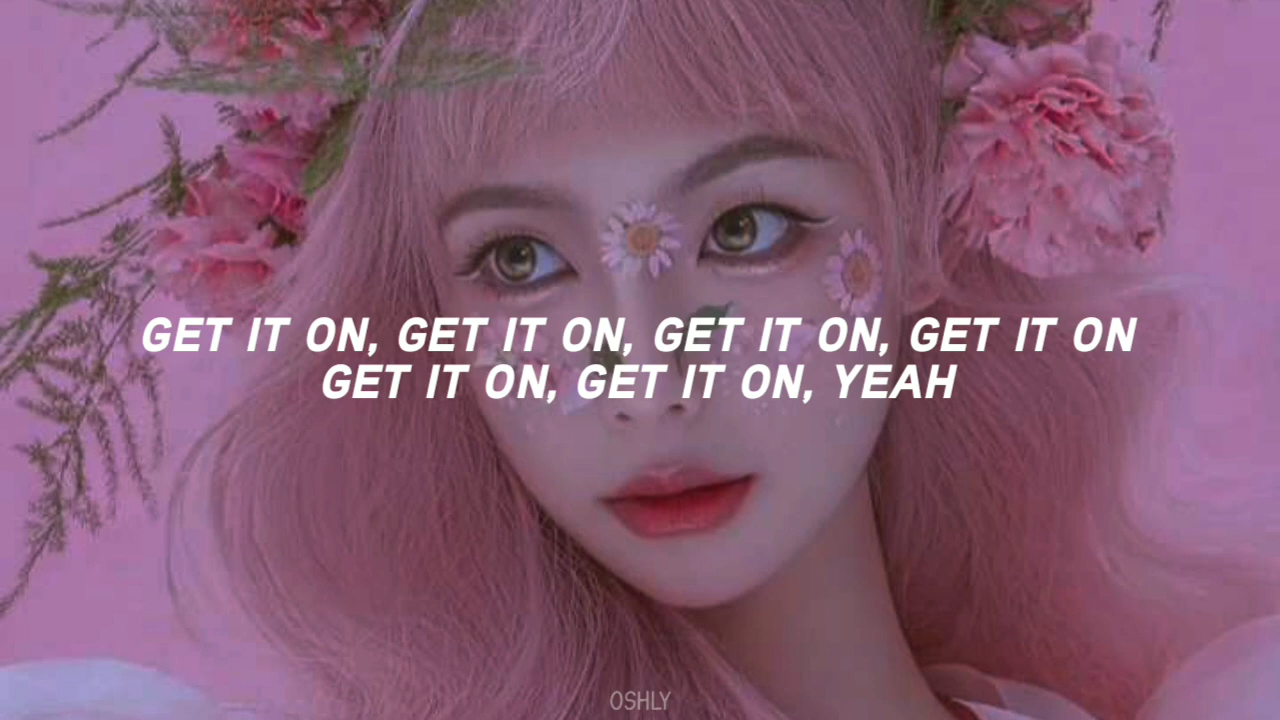 GET IT ON, GET IT ON, GET IT ON, GET IT ON
GET IT ON, GET IT ON, YEAH
OSHLY